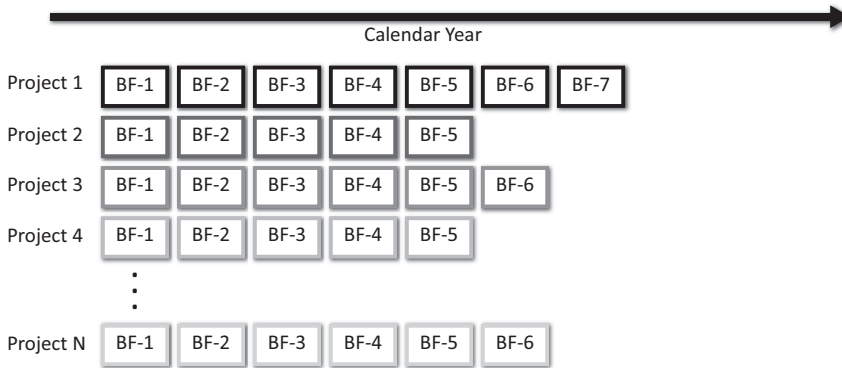 Calendar Year
Project 1 BF-1 BF-2 BF-3 BF-4 BF-5 BF-6 BF-7
Project 2 BF-1 BF-2 BF-3 BF-4 BF-5
Project 3 BF-1 BF-2 BF-3 BF-4 BF-5 BF-6
Project 4 BF-1 BF-2 BF-3 BF-4 BF-5
Project N BF-1 BF-2 BF-3 BF-4 BF-5 BF-6